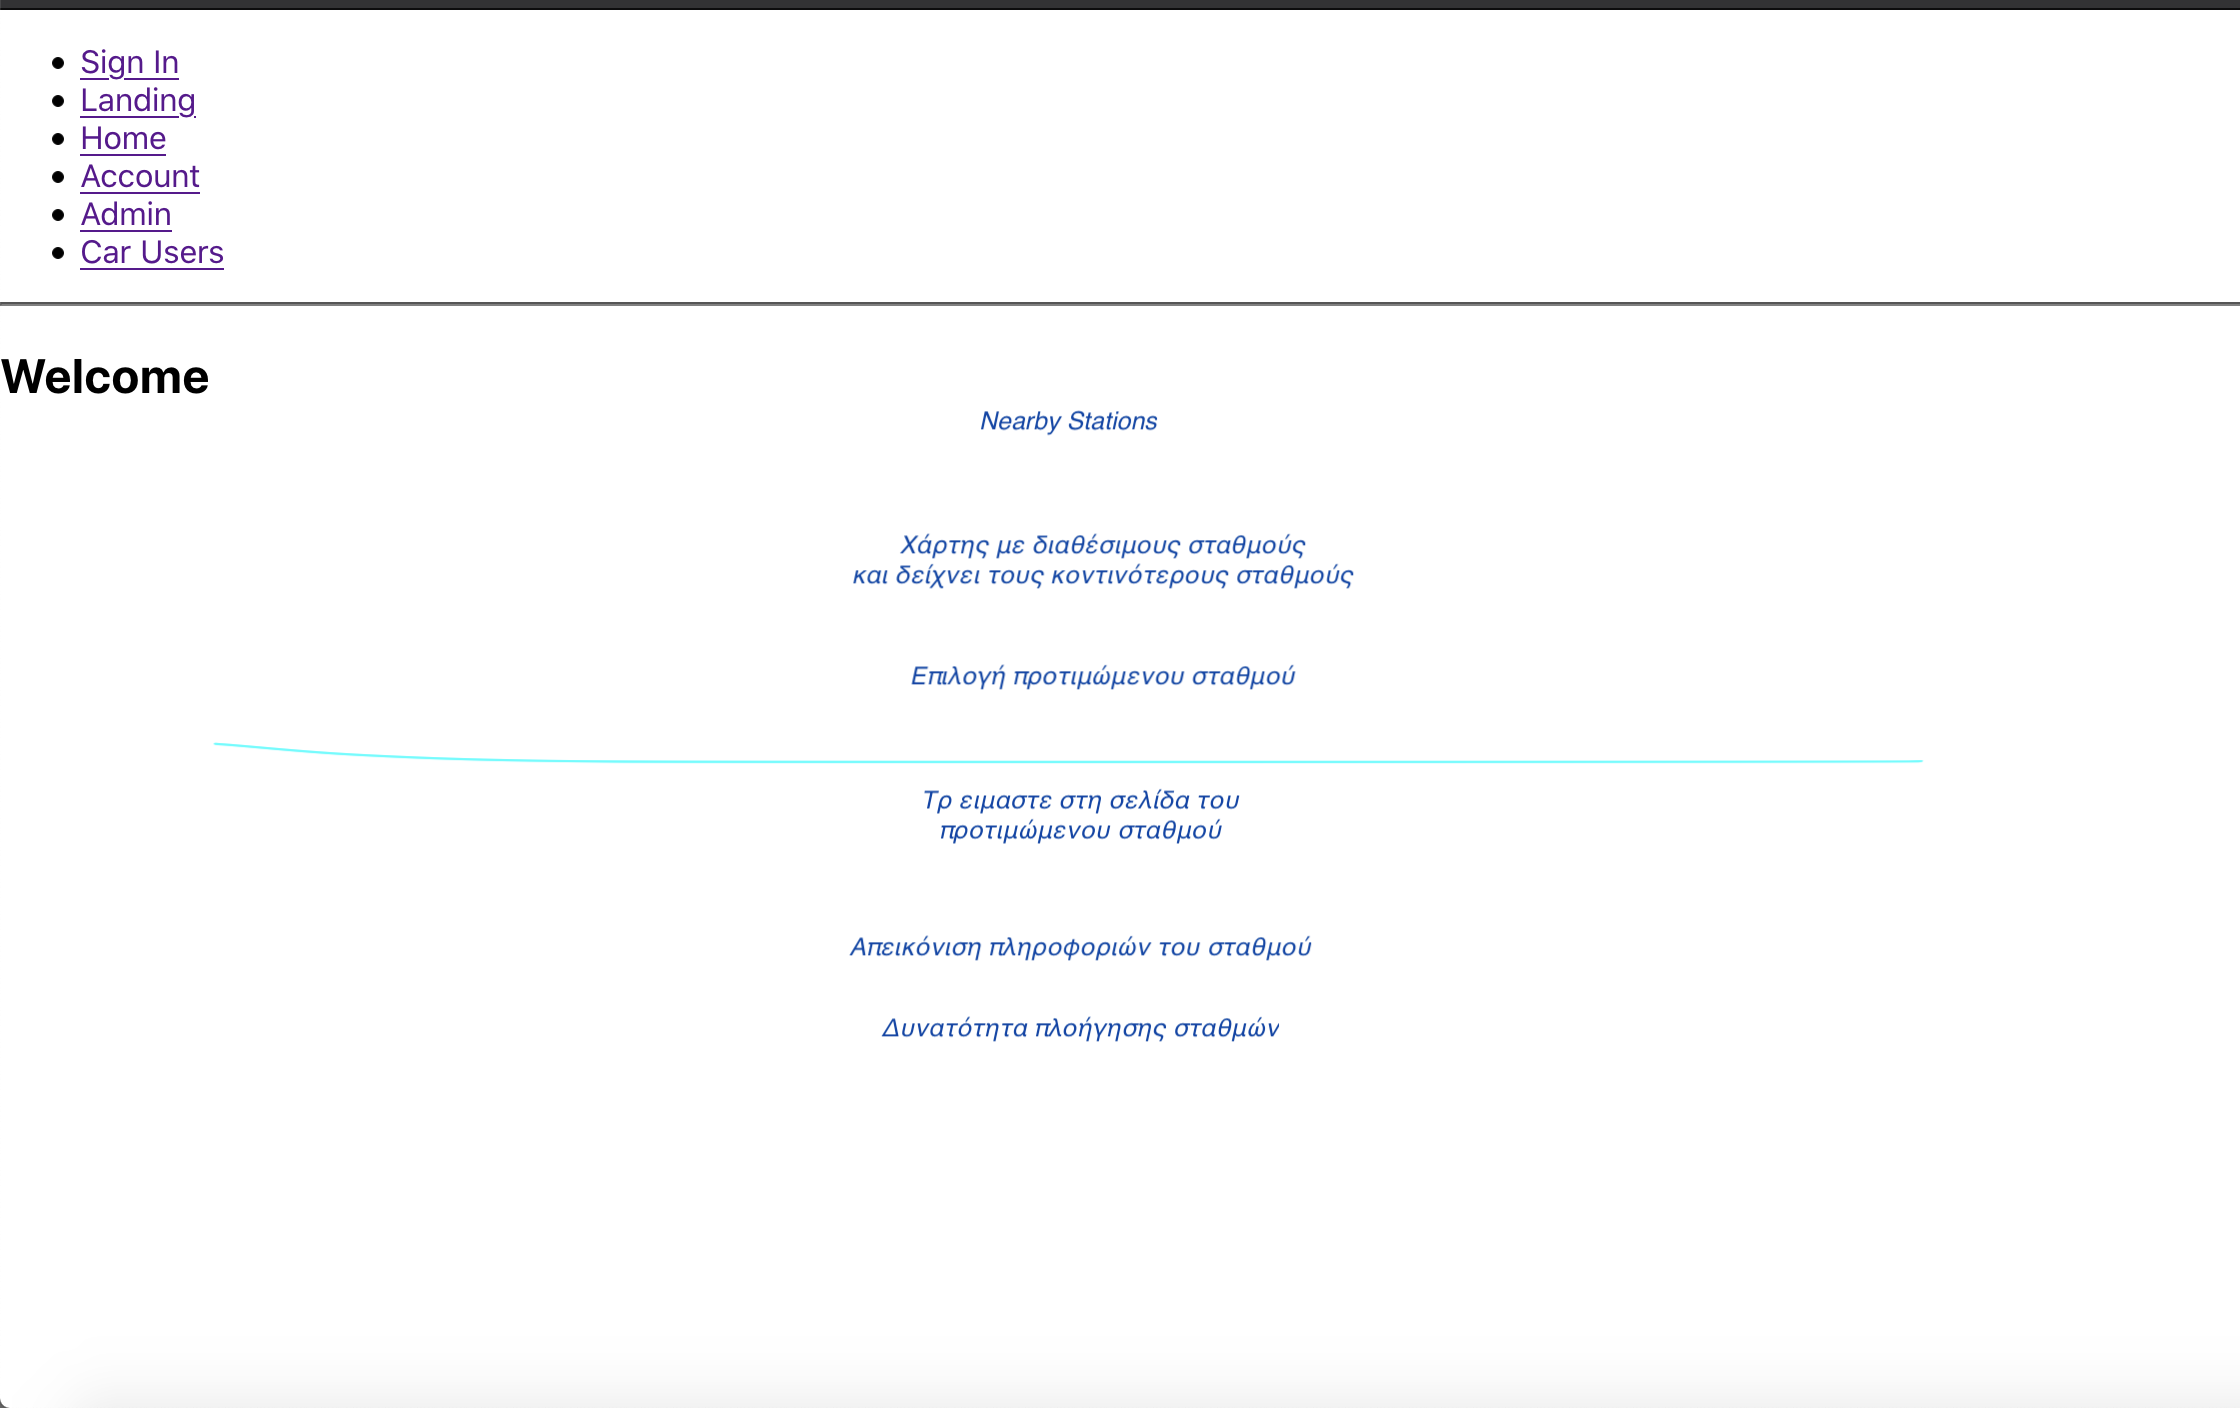 Sign In
Landing
Home
Account
Admin
Car Users
Welcome
Nearby Stations
Χάρτης με διαθέσιμους σταθμούς
και δείχνει τους κοντινότερους σταθμούς
Επιλογή προτιμώμενου σταθμού
Τρ ειμαστε στη σελίδα του
προτιμώμενου σταθμού
Απεικόνιση πληροφοριών του σταθμού
Δυνατότητα πλοήγησης σταθμών